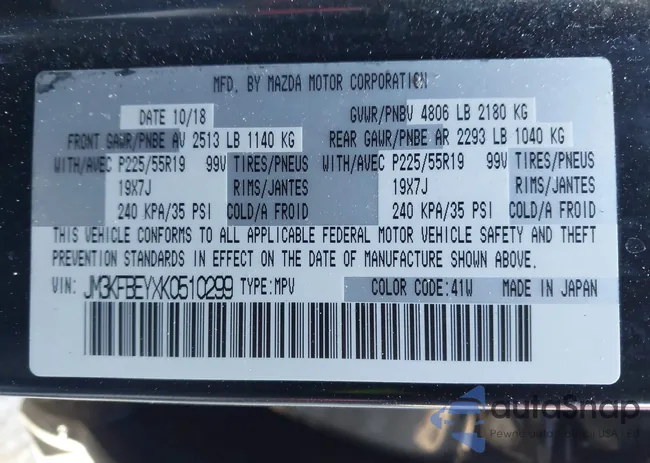 MFD. BY MAZDA MOTOR CORPORATION
DATE 10/18 GVWR/PNBV 4806 LB 2180 KG
FRONT GAWR/PNBE AV 2513 LB 1140 KG REAR GAWR/PNBE AR 2293 LB 1040 KG
WITH/AVEC P225/55R19 99V TIRES/PNEUS WITH/AVEC P225/55R19 99V TIRES/PNEUS
19X7J RIMS/JANTES 19X7J RIMS/JANTES
240 KPA/35 PSI COLD/A FROID 240 KPA/35 PSI COLD/A FROID
THIS VEHICLE CONFORMS TO ALL APPLICABLE FEDERAL MOTOR VEHICLE SAFETY AND THEFT
PREVENTION STANDARDS IN EFFECT ON THE DATE OF MANUFACTURE SHOWN ABOVE.
VIN: JM3KFBEYXK0510299 TYPE:MPV COLOR CODE:41W MADE IN JAPAN
autoSnap